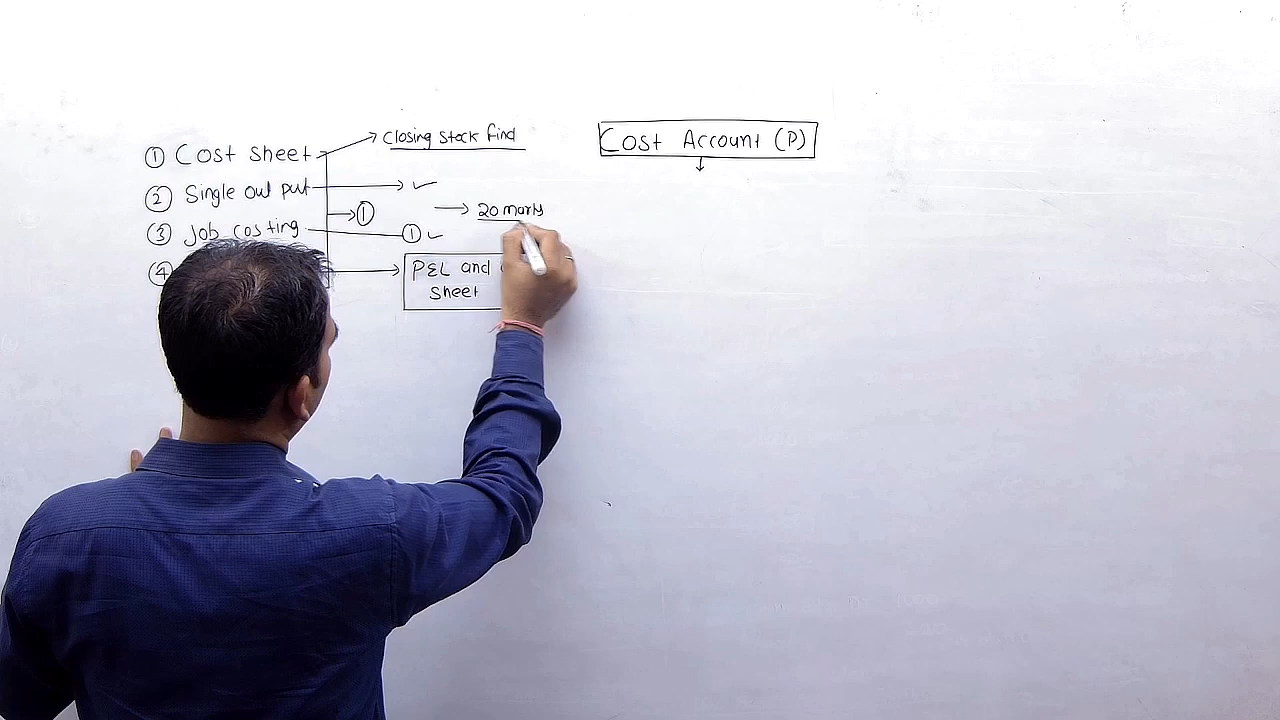 Cost Account (P)
① Cost sheet
closing stock find
② Single out put
①
20 marks
③ Job costing ①
④
P&L and
Sheet